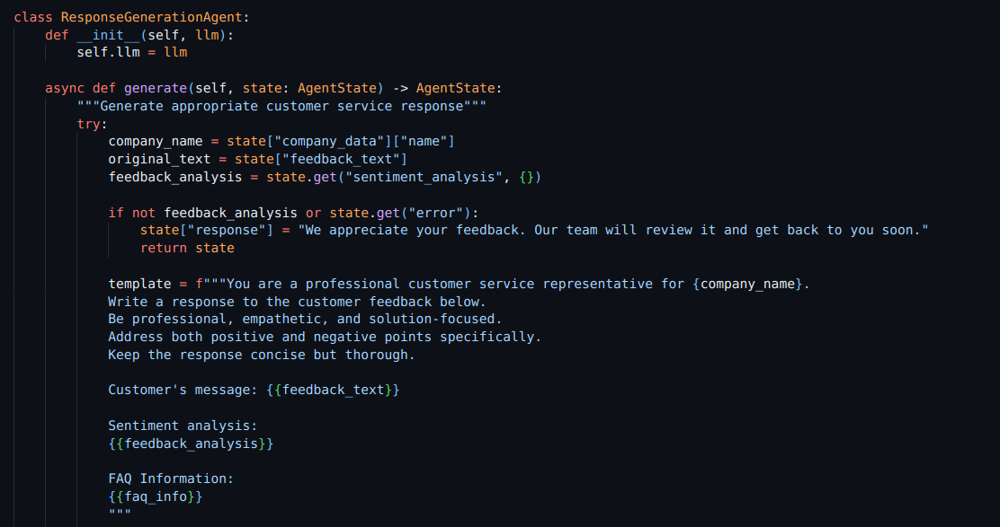 class ResponseGenerationAgent:
    def __init__(self, llm):
        self.llm = llm

    async def generate(self, state: AgentState) -> AgentState:
        """Generate appropriate customer service response"""
        try:
            company_name = state["company_data"]["name"]
            original_text = state["feedback_text"]
            feedback_analysis = state.get("sentiment_analysis", {})

            if not feedback_analysis or state.get("error"):
                state["response"] = "We appreciate your feedback. Our team will review it and get back to you soon."
                return state

            template = f"""You are a professional customer service representative for {company_name}.
            Write a response to the customer feedback below.
            Be professional, empathetic, and solution-focused.
            Address both positive and negative points specifically.
            Keep the response concise but thorough.

            Customer's message: {{feedback_text}}

            Sentiment analysis:
            {{feedback_analysis}}

            FAQ Information:
            {{faq_info}}
            """